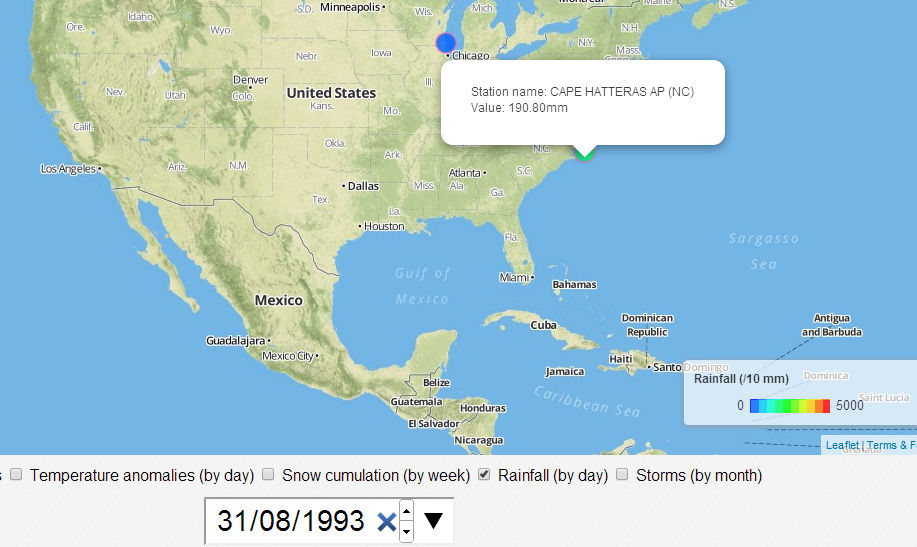 Montreal
Maine
N.S.
Idaho
S.D.
Minneapolis
Wis.
Mich.
Ore.
Wyo.
N.H.
N.Y.
Mass.
Conn.
Iowa
Chicago
Nebr.
Ill.
Nev.
Utah
Denver
Colo.
United States
Kans.
Mo.
Station name: CAPE HATTERAS AP (NC)
Value: 190.80mm
Calif.
Okla.
N.C.
Los Angeles
Ariz.
N.M.
Ark.
Atlanta
S.C.
Dallas
Miss.
Ala.
Ga.
Tex.
La.
Houston
Fla.
Sargasso
Sea
Gulf of
Mexico
Miami
Bahamas
Mexico
Cuba
Dominican
Republic
Antigua
and Barbuda
Guadalajara
Mexico City
Haiti
Santo Domingo
Jamaica
Rainfall (/10 mm)
Dominica
Belize
Caribbean Sea
Saint Lucia
0 5000
Guatemala
Honduras
El Salvador
Nicaragua
Leaflet | Terms & F
Grenada
s Temperature anomalies (by day) Snow cumulation (by week) Rainfall (by day) Storms (by month)
31/08/1993